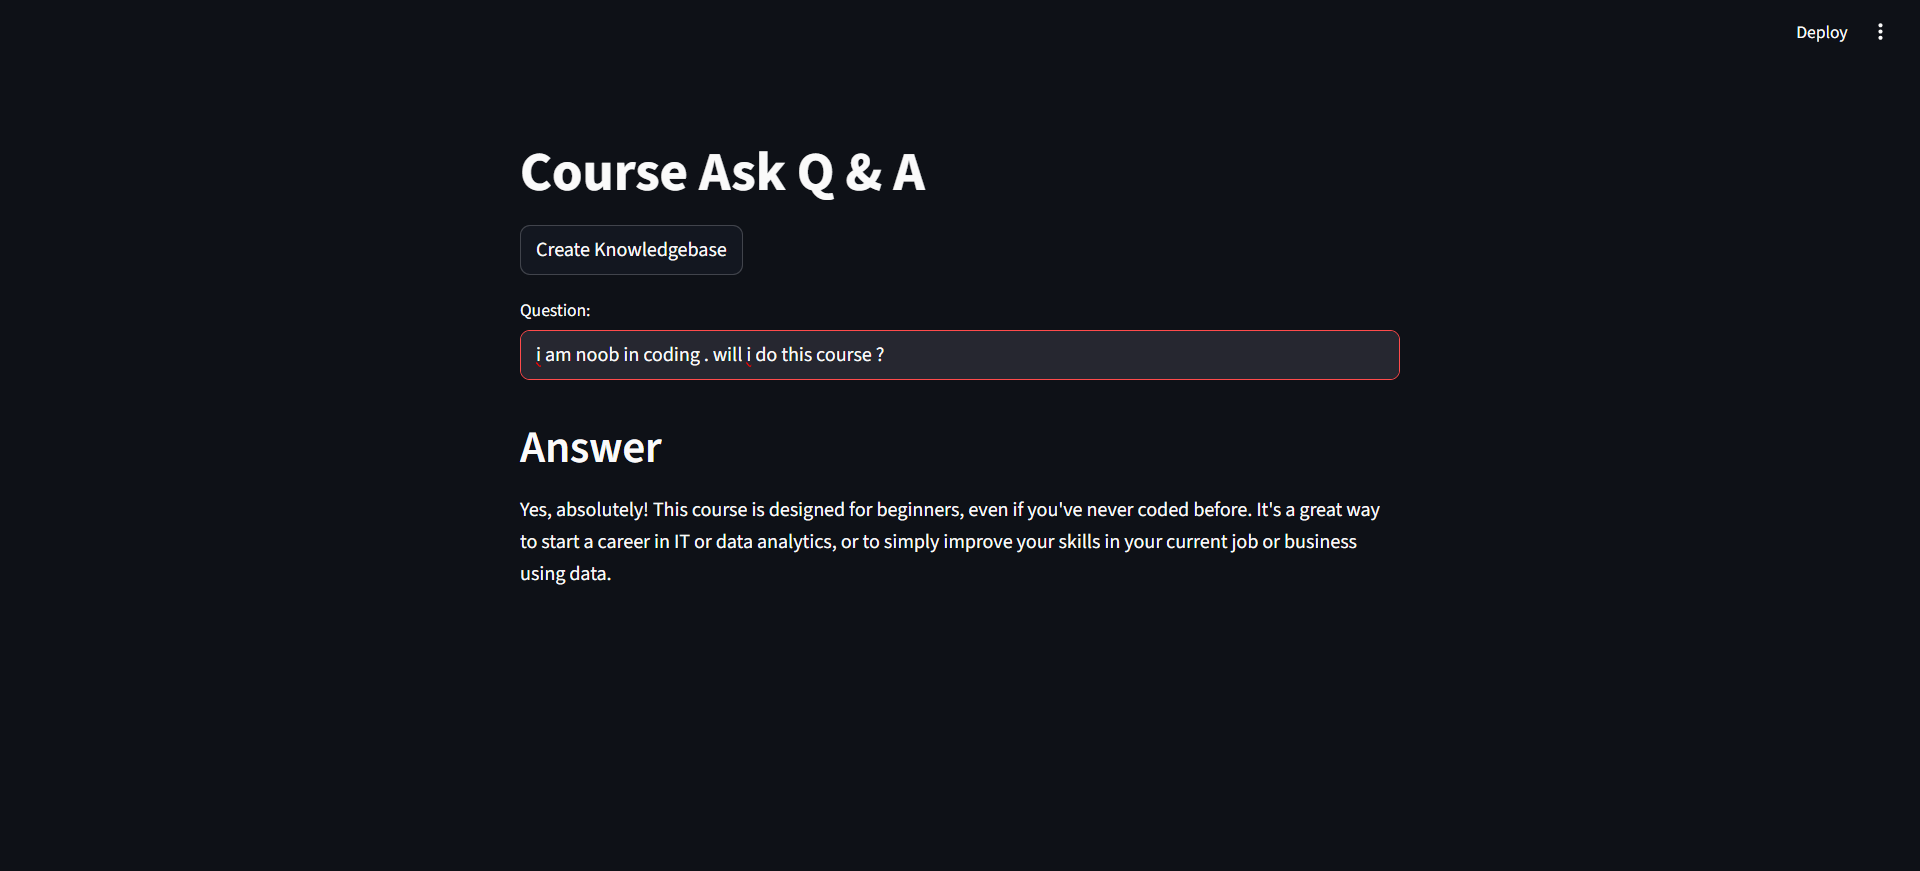 Deploy
Course Ask Q & A
Create Knowledgebase
Question:
i am noob in coding . will i do this course ?
Answer
Yes, absolutely! This course is designed for beginners, even if you've never coded before. It's a great way
to start a career in IT or data analytics, or to simply improve your skills in your current job or business
using data.